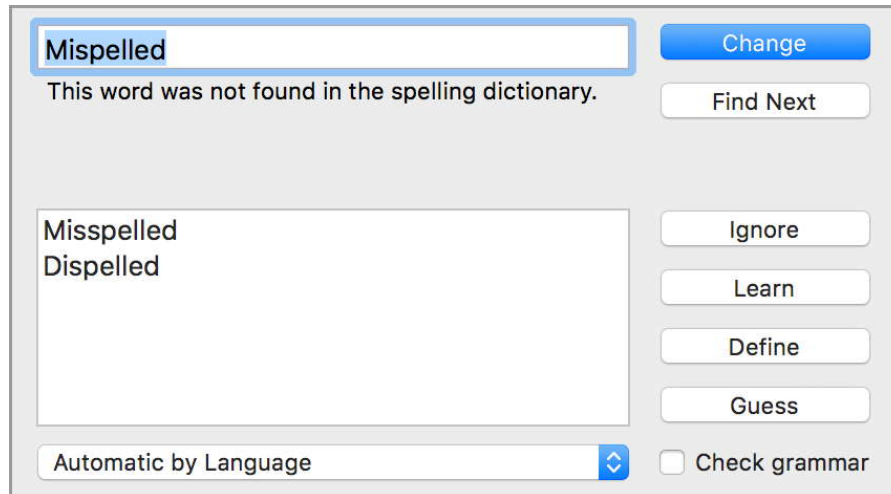 Mispelled
Change
This word was not found in the spelling dictionary.
Find Next
Misspelled
Dispelled
Ignore
Learn
Define
Guess
Automatic by Language
Check grammar